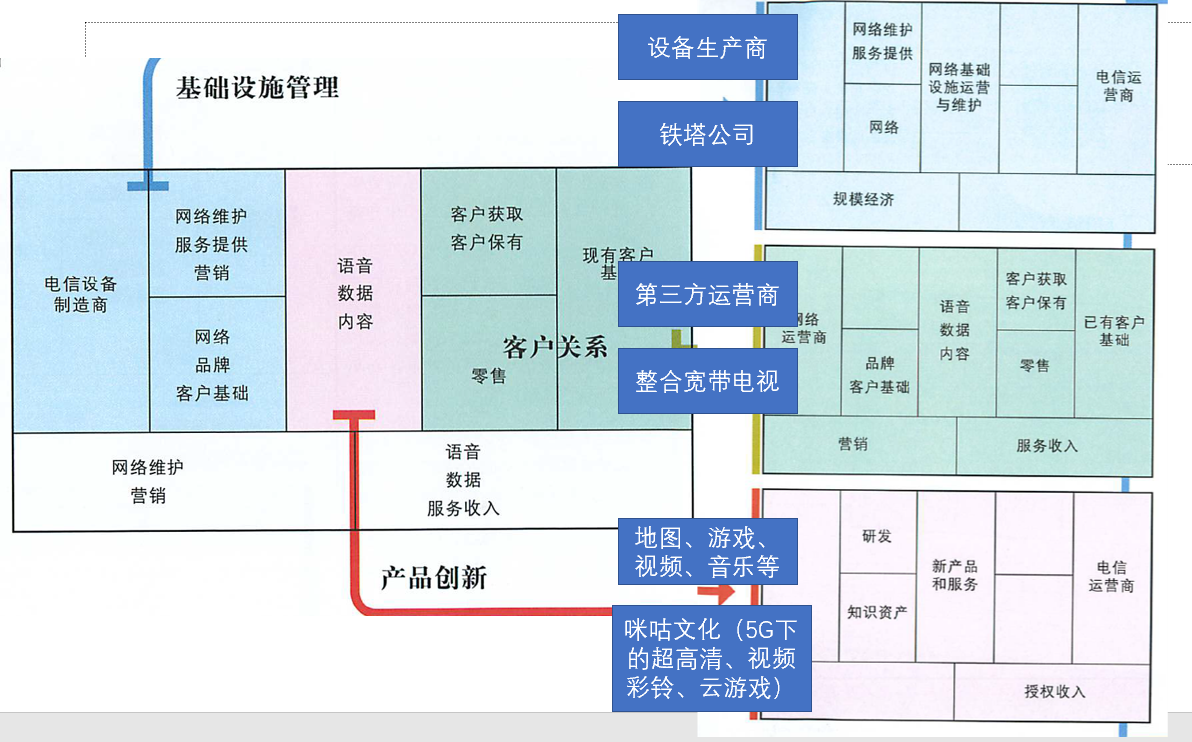 基础设施管理
电信设备
制造商
网络维护
服务提供
营销
网络
品牌
客户基础
语音
数据
内容
客户获取
客户保有
零售
现有客户
基
客户关系
网络维护
营销
语音
数据
服务收入
产品创新
设备生产商
铁塔公司
第三方运营商
整合宽带电视
地图、游戏、
视频、音乐等
咪咕文化（5G下
的超高清、视频
彩铃、云游戏）
网络维护
服务提供
网络
网络基础
设施运营
与维护
电信运
营商
规模经济
网络
运营商
品牌
客户基础
语音
数据
内容
客户获取
客户保有
零售
已有客户
基础
营销
服务收入
研发
知识资产
新产品
和服务
电信
运营商
授权收入